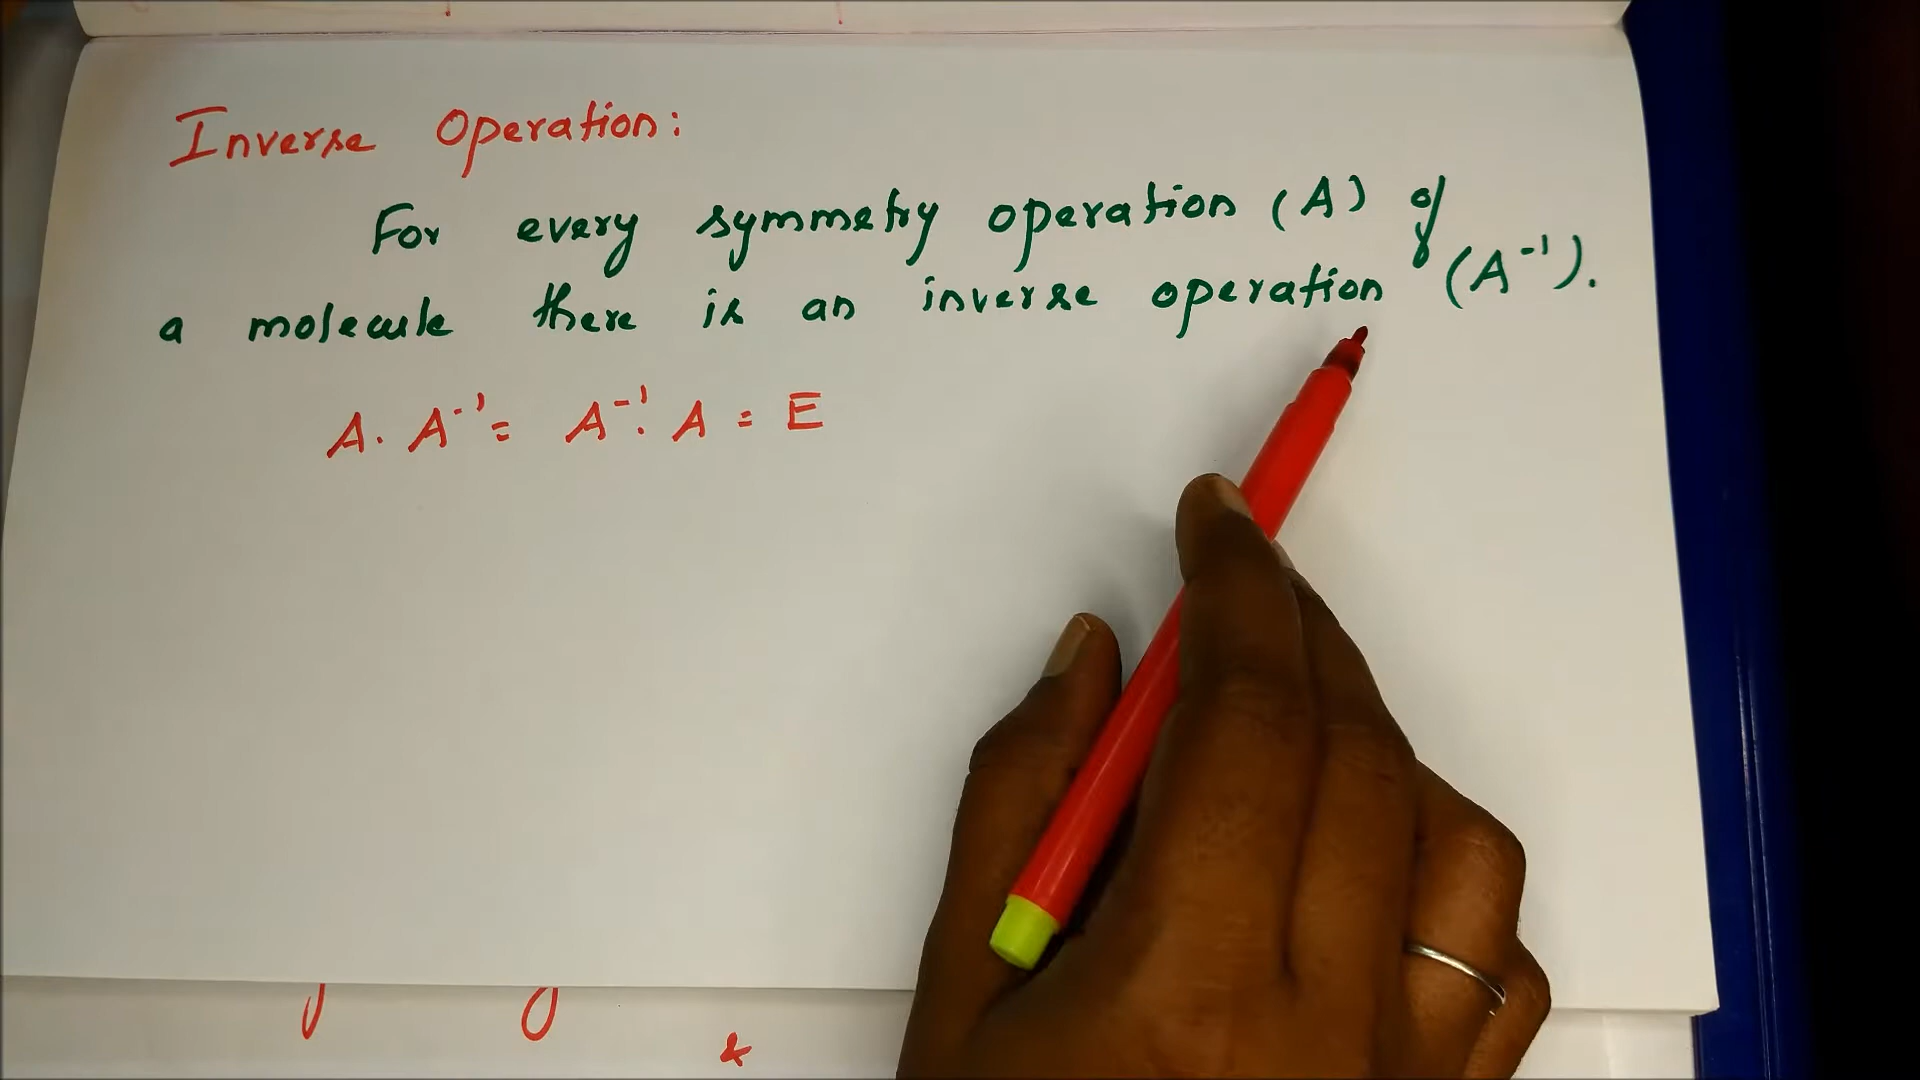 Inverse Operation:
For every symmetry operation (A) of
a molecule there is an inverse operation (A⁻¹).
A. A⁻¹ = A⁻¹. A = E